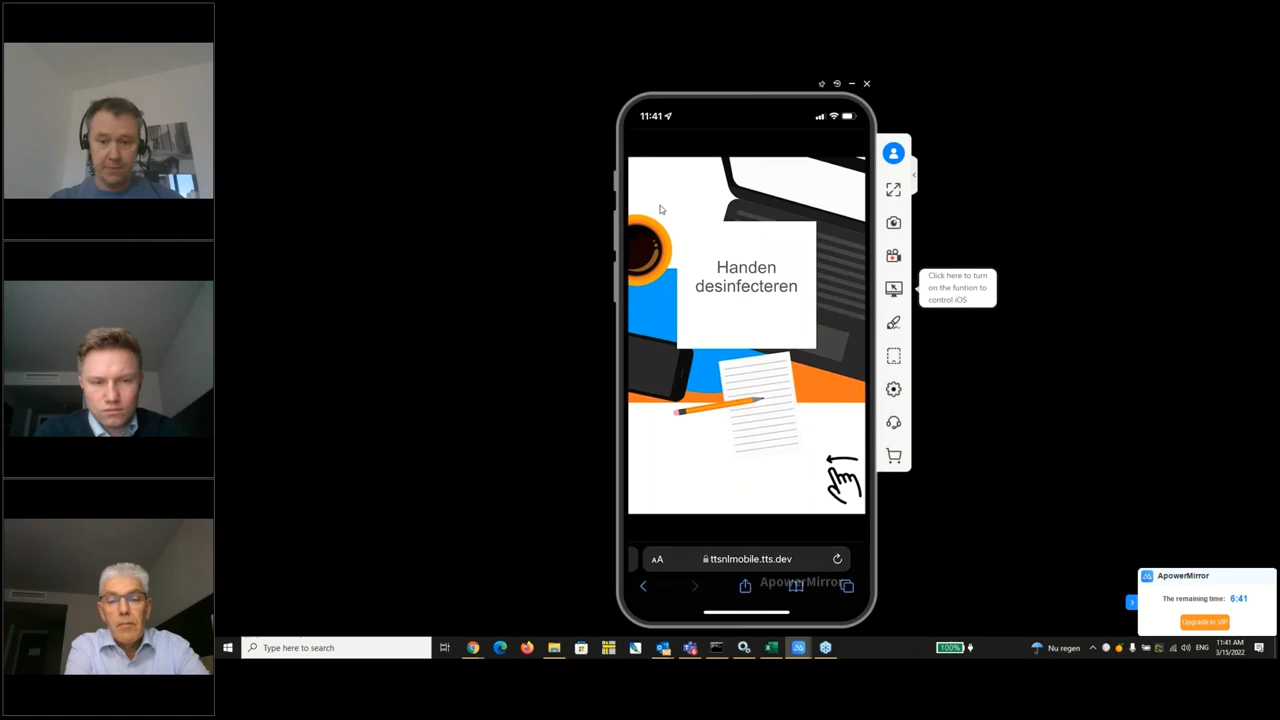 11:41
Handen
desinfecteren
Click here to turn
on the funtion to
control iOS
AA
ttsnlmobile.tts.dev
ApowerMirror
ApowerMirror
The remaining time: 6:41
Upgrade to VIP
Type here to search
100%
Nu regen
ENG
11:41 AM
3/15/2022